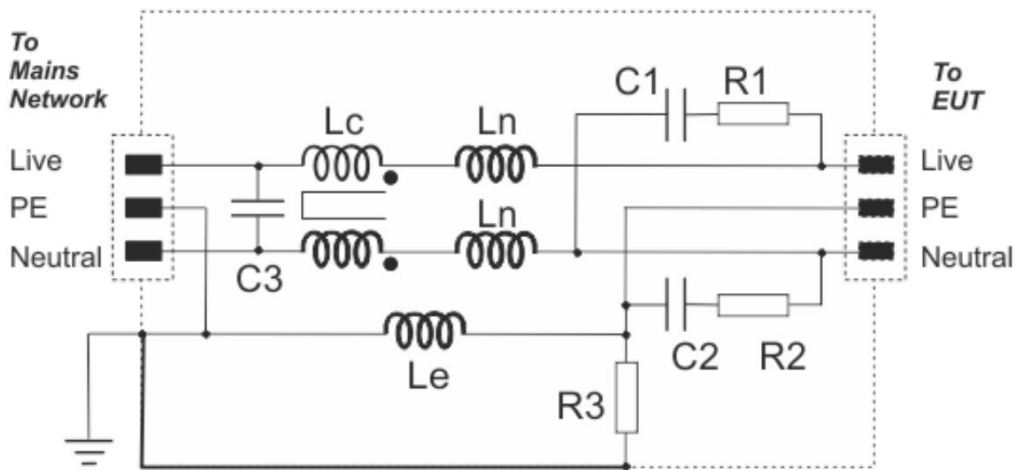 To
Mains
Network
To
EUT
C1
R1
Lc
Ln
Live
Live
PE
PE
Ln
Neutral
Neutral
C3
C2
R2
Le
R3